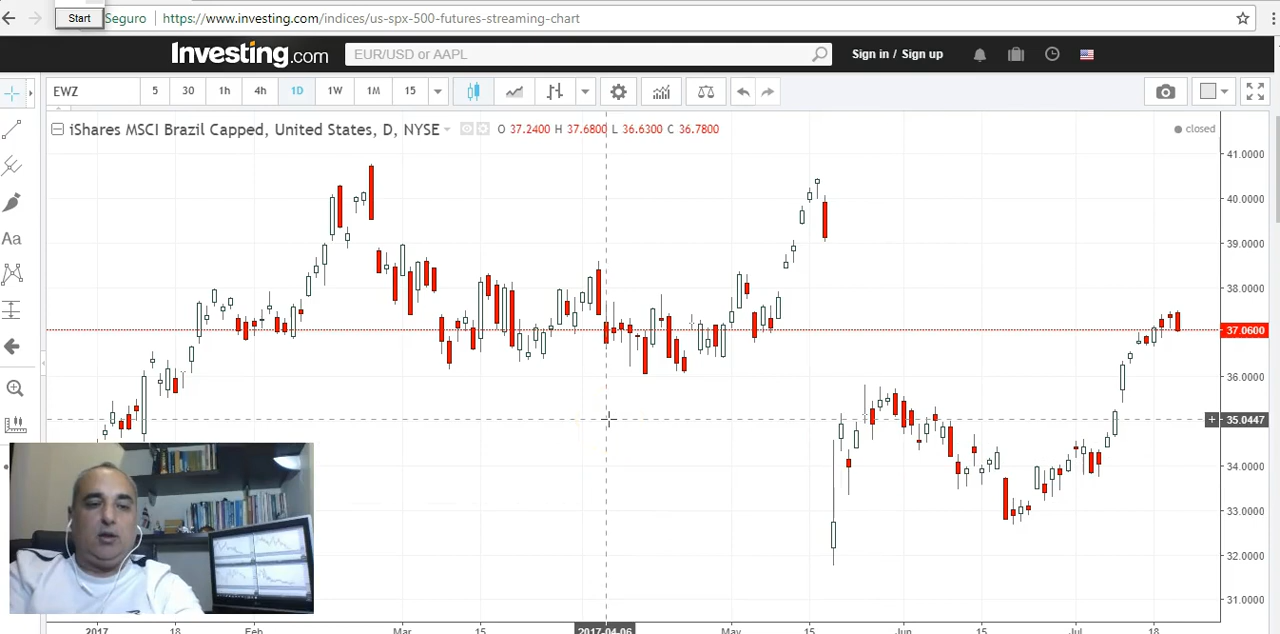 Start
Seguro
https://www.investing.com/indices/us-spx-500-futures-streaming-chart
Investing.com
EUR/USD or AAPL
Sign in / Sign up
EWZ
5
30
1h
4h
1D
1W
1M
15
iShares MSCI Brazil Capped, United States, D, NYSE
O 37.2400 H 37.6800 L 36.6300 C 36.7800
closed
Aa
41.0000
40.0000
39.0000
38.0000
37.0600
36.0000
35.0447
34.0000
33.0000
32.0000
31.0000
2017
18
Feb
Mar
15
2017-04-06
May
15
Jun
15
Jul
18